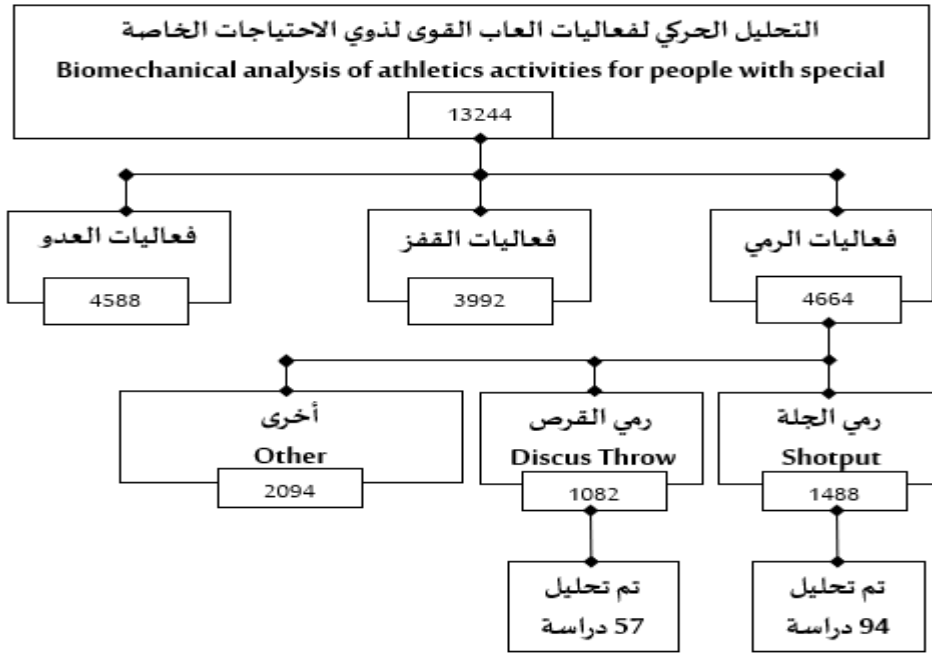 التحليل الحركي لفعاليات العاب القوى لذوي الاحتياجات الخاصة
Biomechanical analysis of athletics activities for people with special
13244
فعاليات الرمي
4664
فعاليات القفز
3992
فعاليات العدو
4588
رمي الجلة
Shotput
1488
رمي القرص
Discus Throw
1082
أخرى
Other
2094
تم تحليل
94 دراسة
تم تحليل
57 دراسة